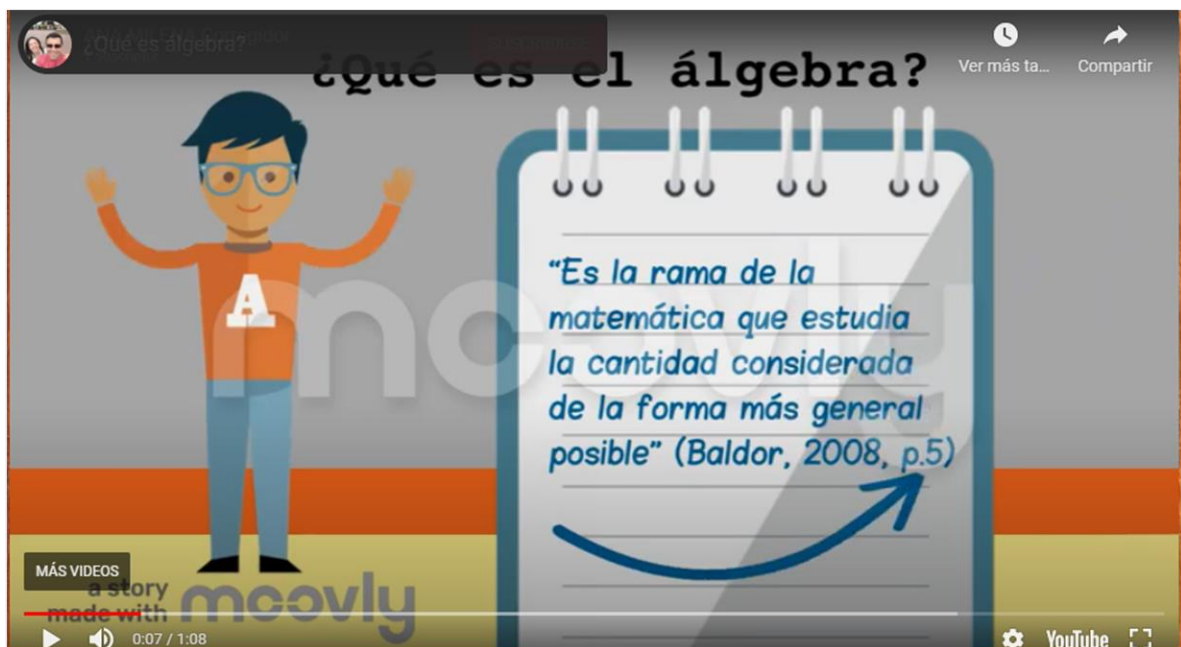 ¿Qué es álgebra?
Ver más ta...
Compartir
¿Qué es el álgebra?
A
“Es la rama de la
matemática que estudia
la cantidad considerada
de la forma más general
posible” (Baldor, 2008, p.5)
moovly
MÁS VIDEOS
a story
made with moovly
0:07 / 1:08
YouTube